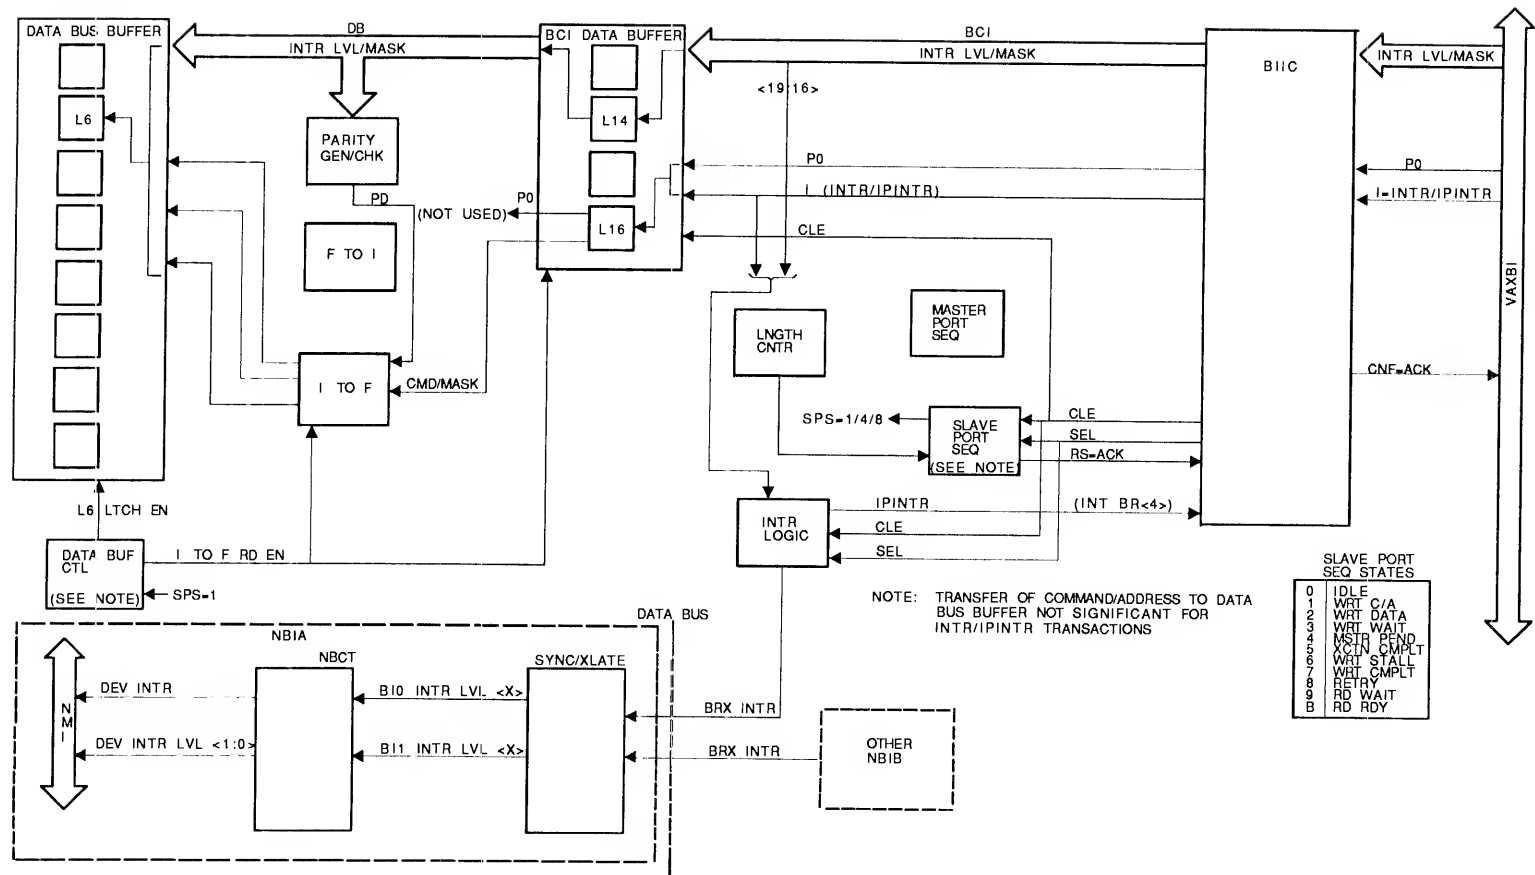 DATA BUS BUFFER
DB
INTR LVL/MASK
BCI DATA BUFFER
BCI
INTR LVL/MASK
BIIC
INTR LVL/MASK
<19:16>
L6
L14
PARITY
GEN/CHK
P0
P0
I (INTR/IPINTR)
I=INTR/IPINTR
PD
P0
(NOT USED)
L16
CLE
F TO I
VAXBI
MASTER
PORT
SEQ
LNGTH
CNTR
I TO F
CMD/MASK
CNF=ACK
SPS=1/4/8
SLAVE
PORT
SEQ
(SEE NOTE)
CLE
SEL
RS=ACK
L6 LTCH EN
IPINTR
(INT BR<4>)
INTR
LOGIC
CLE
SEL
DATA BUF
CTL
(SEE NOTE)
I TO F RD EN
SPS=1
SLAVE PORT
SEQ STATES
0 IDLE
1 WRT C/A
2 WRT DATA
3 WRT WAIT
4 MSTR PEND
5 XCTN CMPLT
6 WRT STALL
7 WRT CMPLT
8 RETRY
9 RD WAIT
B RD RDY
NOTE: TRANSFER OF COMMAND/ADDRESS TO DATA
BUS BUFFER NOT SIGNIFICANT FOR
INTR/IPINTR TRANSACTIONS
DATA BUS
NBIA
NBCT
SYNC/XLATE
NMI
DEV INTR
BI0 INTR LVL <X>
BRX INTR
DEV INTR LVL <1:0>
BI1 INTR LVL <X>
BRX INTR
OTHER
NBIB